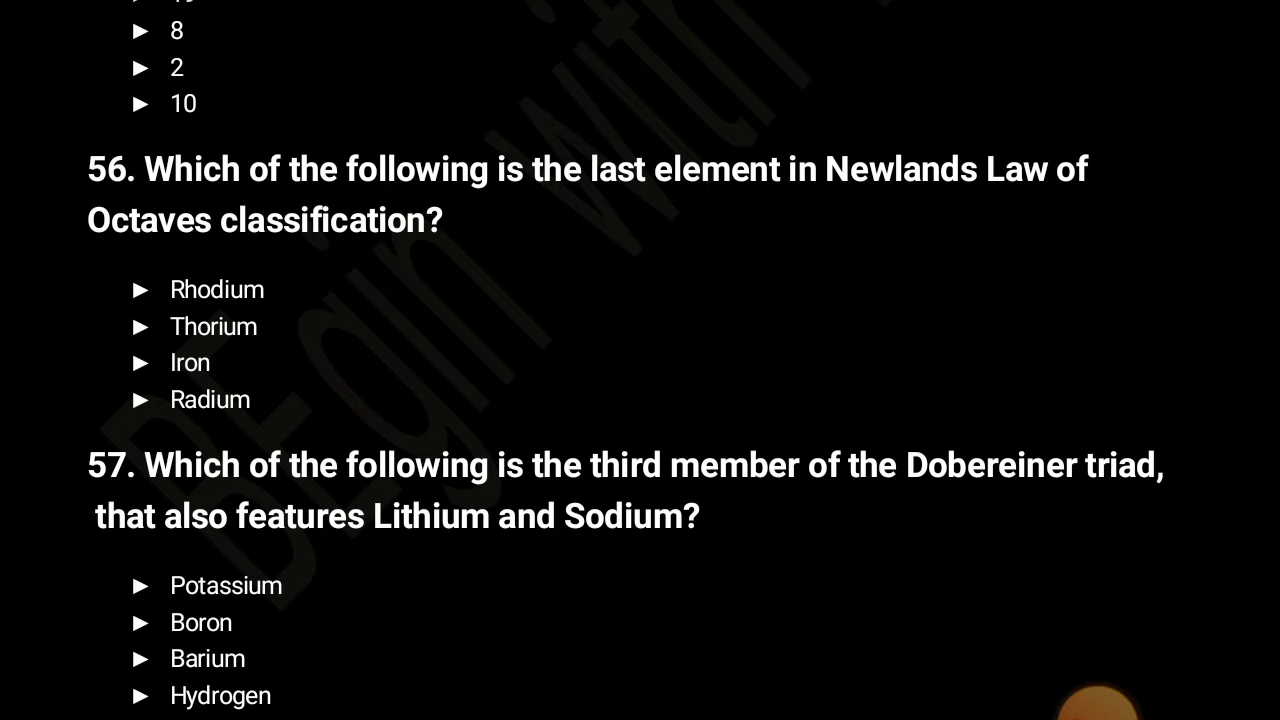 ► 8
► 2
► 10
56. Which of the following is the last element in Newlands Law of
Octaves classification?
► Rhodium
► Thorium
► Iron
► Radium
57. Which of the following is the third member of the Dobereiner triad,
that also features Lithium and Sodium?
► Potassium
► Boron
► Barium
► Hydrogen
BEgin with